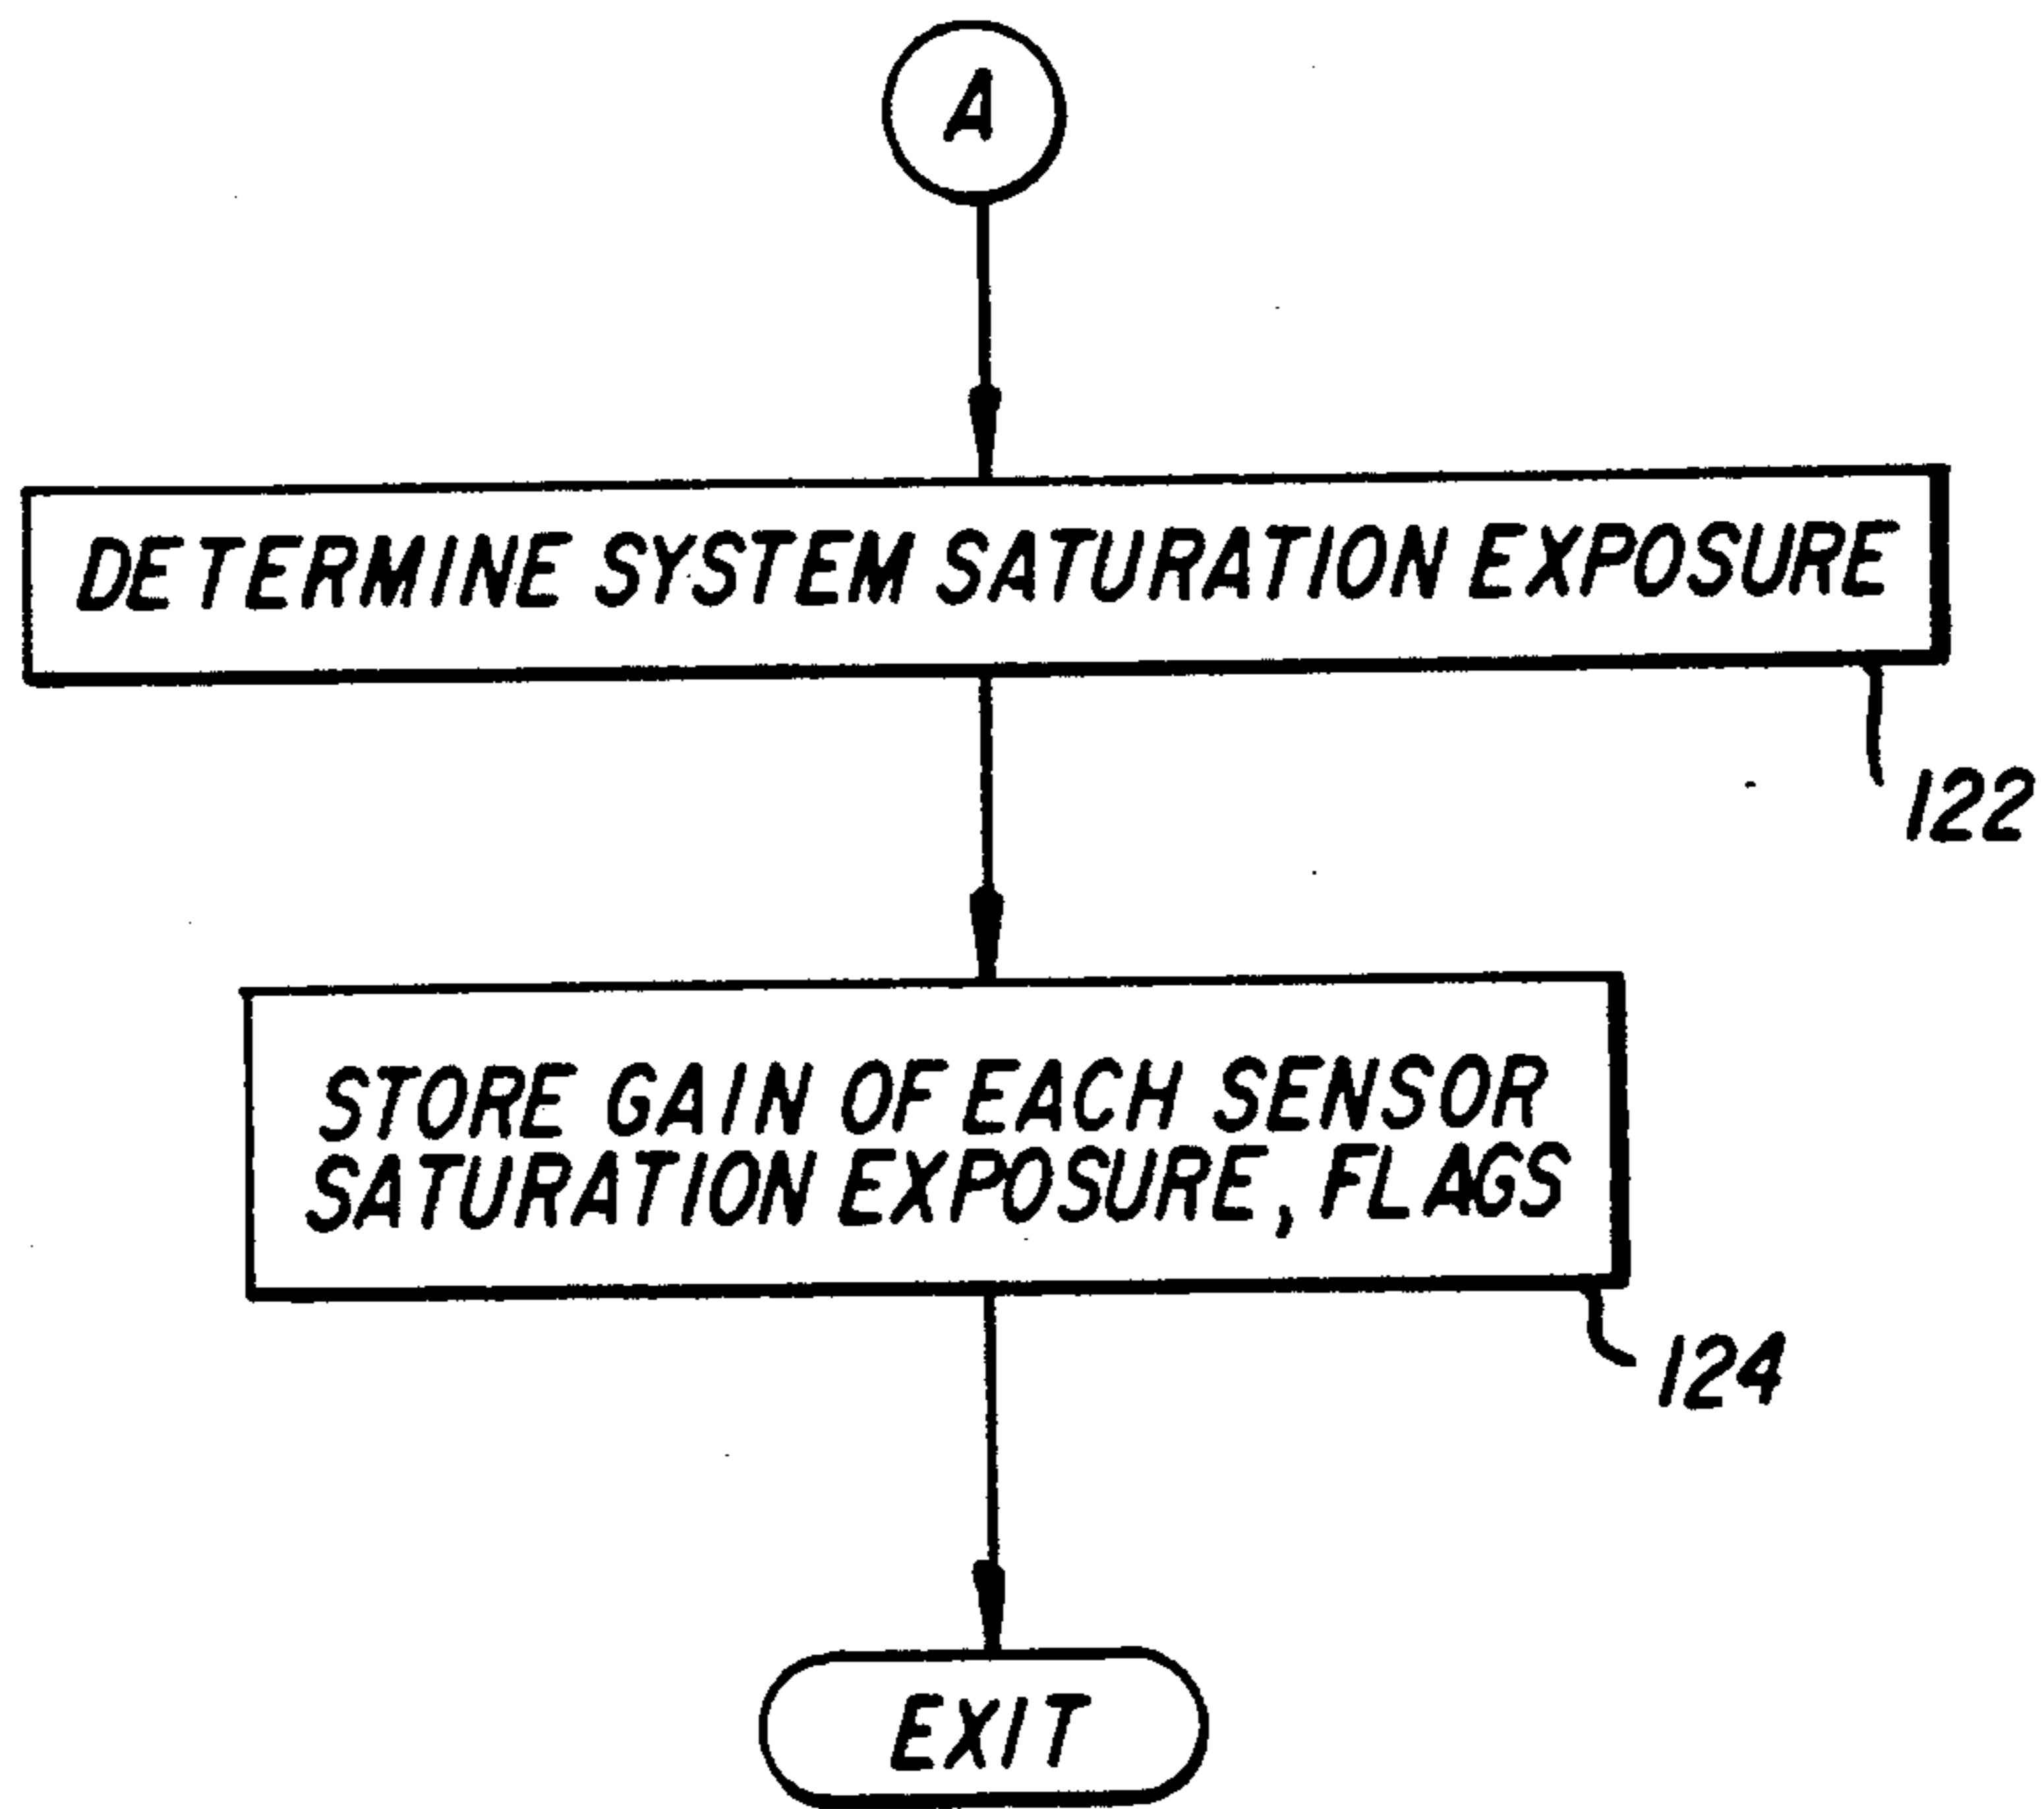 A
DETERMINE SYSTEM SATURATION EXPOSURE
122
STORE GAIN OF EACH SENSOR
SATURATION EXPOSURE, FLAGS
124
EXIT